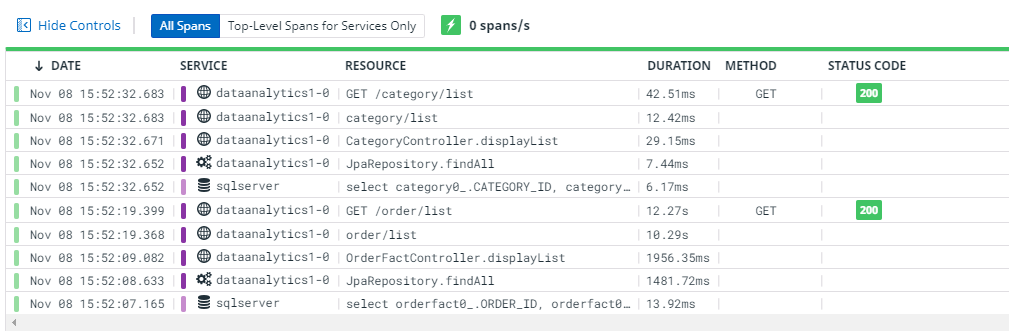 Hide Controls All Spans Top-Level Spans for Services Only 0 spans/s
DATE SERVICE RESOURCE DURATION METHOD STATUS CODE
Nov 08 15:52:32.683 dataanalytics1-0 GET /category/list 42.51ms GET 200
Nov 08 15:52:32.683 dataanalytics1-0 category/list 12.42ms
Nov 08 15:52:32.671 dataanalytics1-0 CategoryController.displayList 29.15ms
Nov 08 15:52:32.652 dataanalytics1-0 JpaRepository.findAll 7.44ms
Nov 08 15:52:32.652 sqlserver select category0_.CATEGORY_ID, category… 6.17ms
Nov 08 15:52:19.399 dataanalytics1-0 GET /order/list 12.27s GET 200
Nov 08 15:52:19.368 dataanalytics1-0 order/list 10.29s
Nov 08 15:52:09.082 dataanalytics1-0 OrderFactController.displayList 1956.35ms
Nov 08 15:52:08.633 dataanalytics1-0 JpaRepository.findAll 1481.72ms
Nov 08 15:52:07.165 sqlserver select orderfact0_.ORDER_ID, orderfact0… 13.92ms